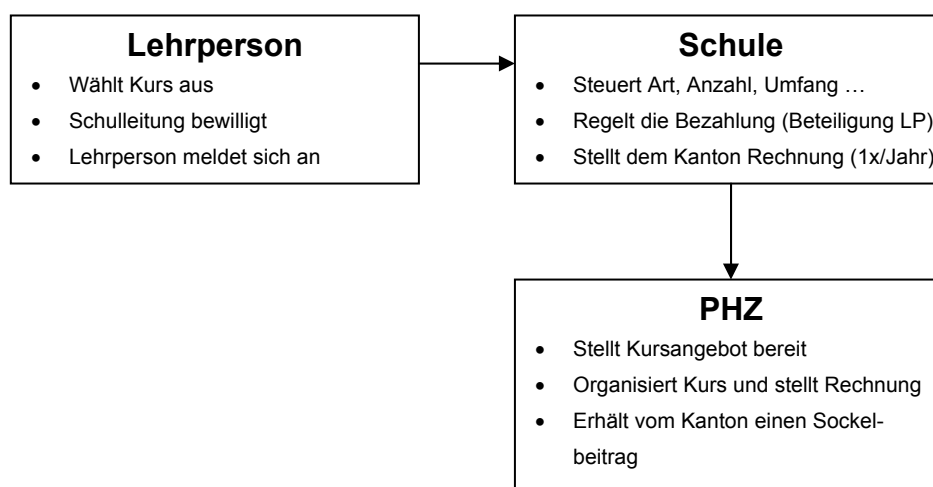 Lehrperson
• Wählt Kurs aus
• Schulleitung bewilligt
• Lehrperson meldet sich an
Schule
• Steuert Art, Anzahl, Umfang …
• Regelt die Bezahlung (Beteiligung LP)
• Stellt dem Kanton Rechnung (1x/Jahr)
PHZ
• Stellt Kursangebot bereit
• Organisiert Kurs und stellt Rechnung
• Erhält vom Kanton einen Sockel-
beitrag